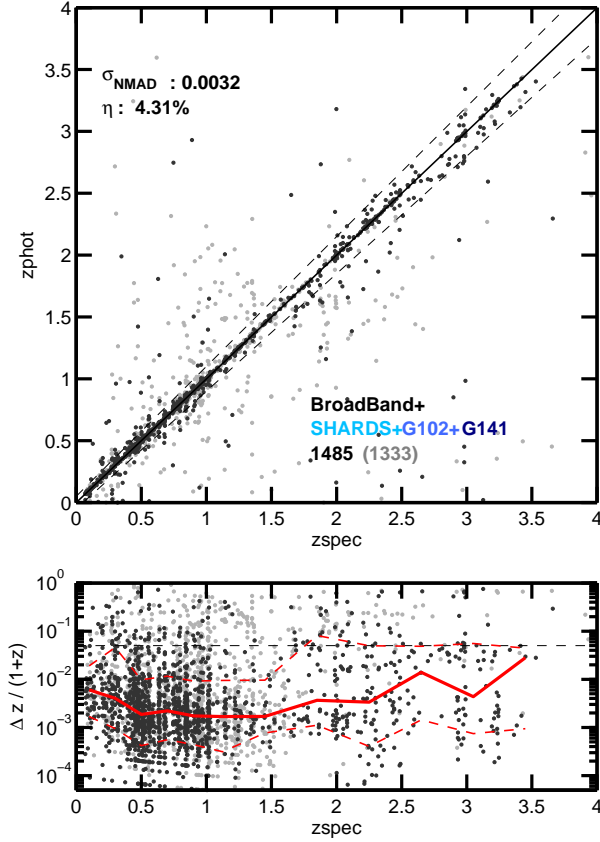 4
3.5
3
2.5
2
1.5
1
0.5
0
zphot
σNMAD : 0.0032
η : 4.31%
BroadBand+
SHARDS+G102+G141
1485 (1333)
0.5 1 1.5 2 2.5 3 3.5 4
zspec
10^0
10^-1
10^-2
10^-3
10^-4
Δ z / (1+z)
0 0.5 1 1.5 2 2.5 3 3.5 4
zspec